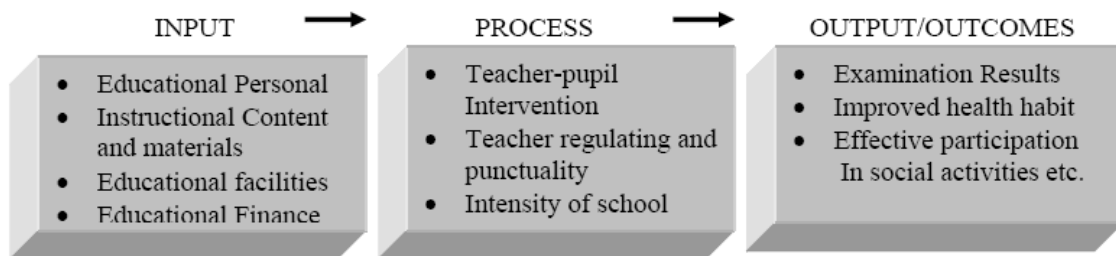 INPUT
PROCESS
OUTPUT/OUTCOMES
• Educational Personal
• Instructional Content
and materials
• Educational facilities
• Educational Finance
• Teacher-pupil
Intervention
• Teacher regulating and
punctuality
• Intensity of school
• Examination Results
• Improved health habit
• Effective participation
In social activities etc.